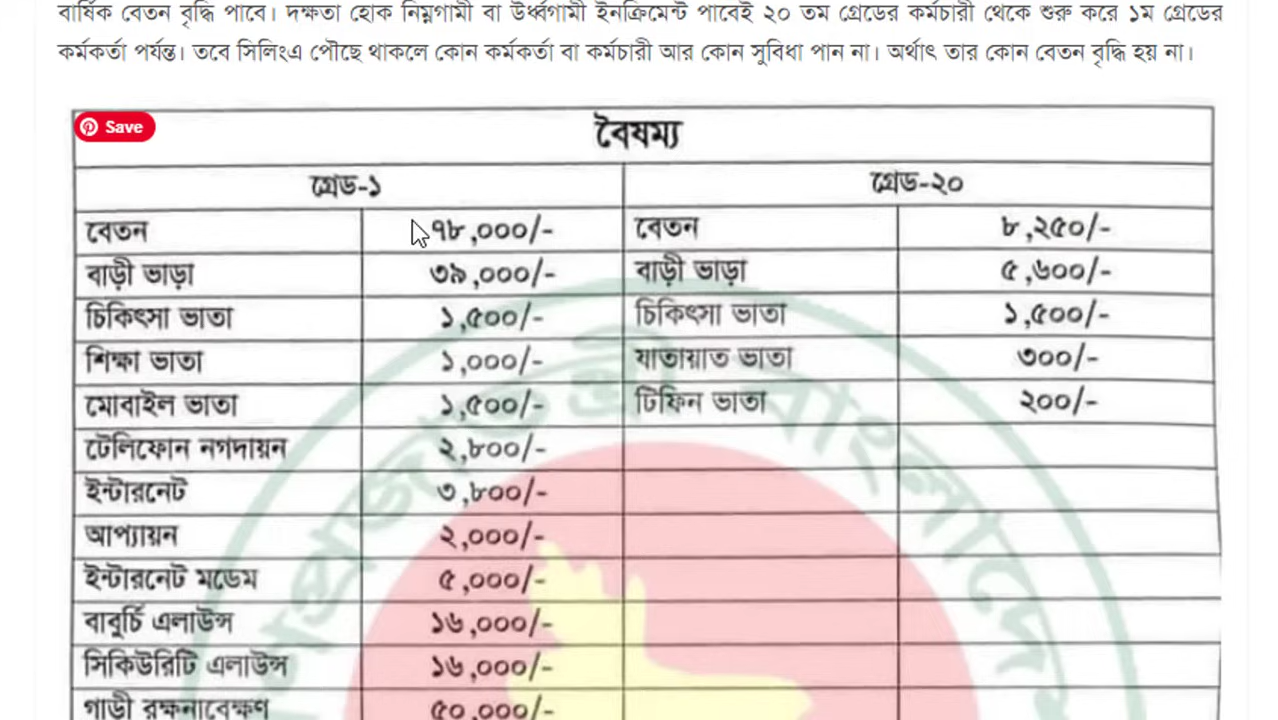 বার্ষিক বেতন বৃদ্ধি পাবে। দক্ষতা হোক নিম্নগামী বা উর্ধ্বগামী ইনক্রিমেন্ট পাবেই ২০ তম গ্রেডের কর্মচারী থেকে শুরু করে ১ম গ্রেডের
কর্মকর্তা পর্যন্ত। তবে সিলিংএ পৌছে থাকলে কোন কর্মকর্তা বা কর্মচারী আর কোন সুবিধা পান না। অর্থাৎ তার কোন বেতন বৃদ্ধি হয় না।
Save
বৈষম্য
গ্রেড-১ গ্রেড-২০
বেতন ৭৮,০০০/- বেতন ৮,২৫০/-
বাড়ী ভাড়া ৩৯,০০০/- বাড়ী ভাড়া ৫,৬০০/-
চিকিৎসা ভাতা ১,৫০০/- চিকিৎসা ভাতা ১,৫০০/-
শিক্ষা ভাতা ১,০০০/- যাতায়াত ভাতা ৩০০/-
মোবাইল ভাতা ১,৫০০/- টিফিন ভাতা ২০০/-
টেলিফোন নগদায়ন ২,৮০০/-
ইন্টারনেট ৩,৮০০/-
আপ্যায়ন ২,০০০/-
ইন্টারনেট মডেম ৫,০০০/-
বাবুর্চি এলাউন্স ১৬,০০০/-
সিকিউরিটি এলাউন্স ১৬,০০০/-
গাড়ী রক্ষনাবেক্ষণ ৫০,০০০/-